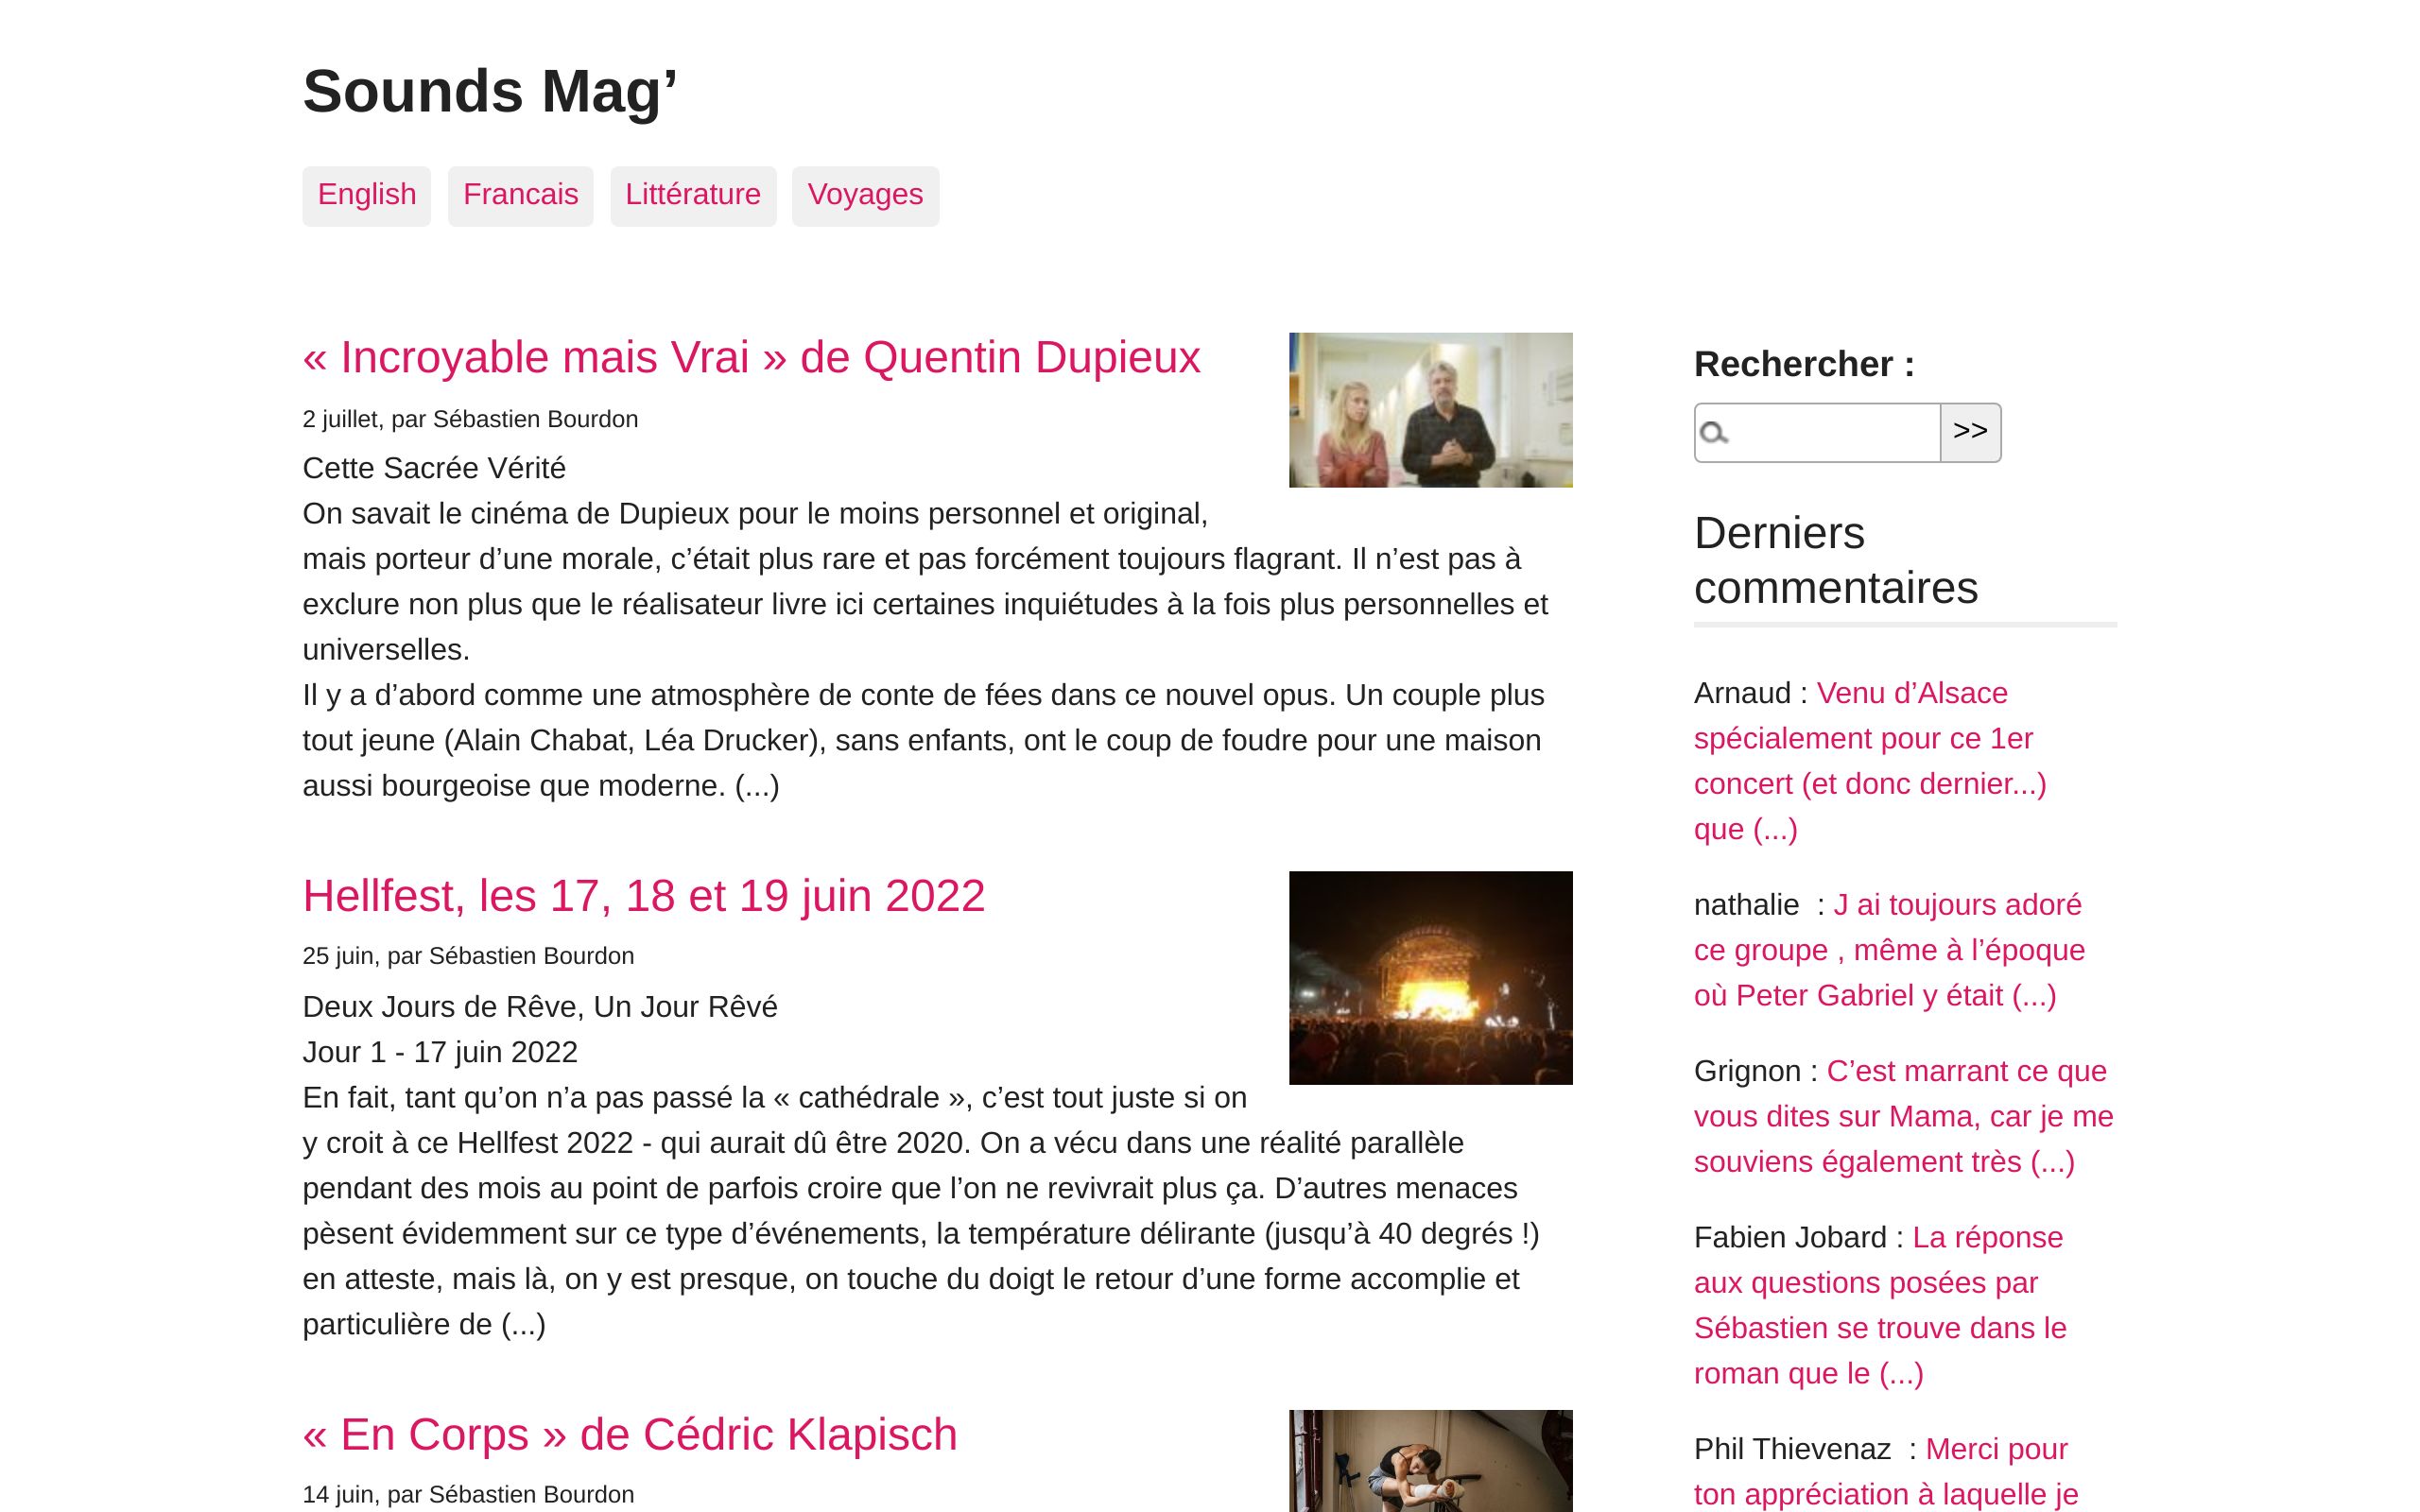 Sounds Mag’
English Francais Littérature Voyages
« Incroyable mais Vrai » de Quentin Dupieux
2 juillet, par Sébastien Bourdon
Cette Sacrée Vérité
On savait le cinéma de Dupieux pour le moins personnel et original,
mais porteur d’une morale, c’était plus rare et pas forcément toujours flagrant. Il n’est pas à
exclure non plus que le réalisateur livre ici certaines inquiétudes à la fois plus personnelles et
universelles.
Il y a d’abord comme une atmosphère de conte de fées dans ce nouvel opus. Un couple plus
tout jeune (Alain Chabat, Léa Drucker), sans enfants, ont le coup de foudre pour une maison
aussi bourgeoise que moderne. (...)
Hellfest, les 17, 18 et 19 juin 2022
25 juin, par Sébastien Bourdon
Deux Jours de Rêve, Un Jour Rêvé
Jour 1 - 17 juin 2022
En fait, tant qu’on n’a pas passé la « cathédrale », c’est tout juste si on
y croit à ce Hellfest 2022 - qui aurait dû être 2020. On a vécu dans une réalité parallèle
pendant des mois au point de parfois croire que l’on ne revivrait plus ça. D’autres menaces
pèsent évidemment sur ce type d’événements, la température délirante (jusqu’à 40 degrés !)
en atteste, mais là, on y est presque, on touche du doigt le retour d’une forme accomplie et
particulière de (...)
« En Corps » de Cédric Klapisch
14 juin, par Sébastien Bourdon
Rechercher :
>>
Derniers
commentaires
Arnaud : Venu d’Alsace
spécialement pour ce 1er
concert (et donc dernier...)
que (...)
nathalie  : J ai toujours adoré
ce groupe , même à l’époque
où Peter Gabriel y était (...)
Grignon : C’est marrant ce que
vous dites sur Mama, car je me
souviens également très (...)
Fabien Jobard : La réponse
aux questions posées par
Sébastien se trouve dans le
roman que le (...)
Phil Thievenaz  : Merci pour
ton appréciation à laquelle je